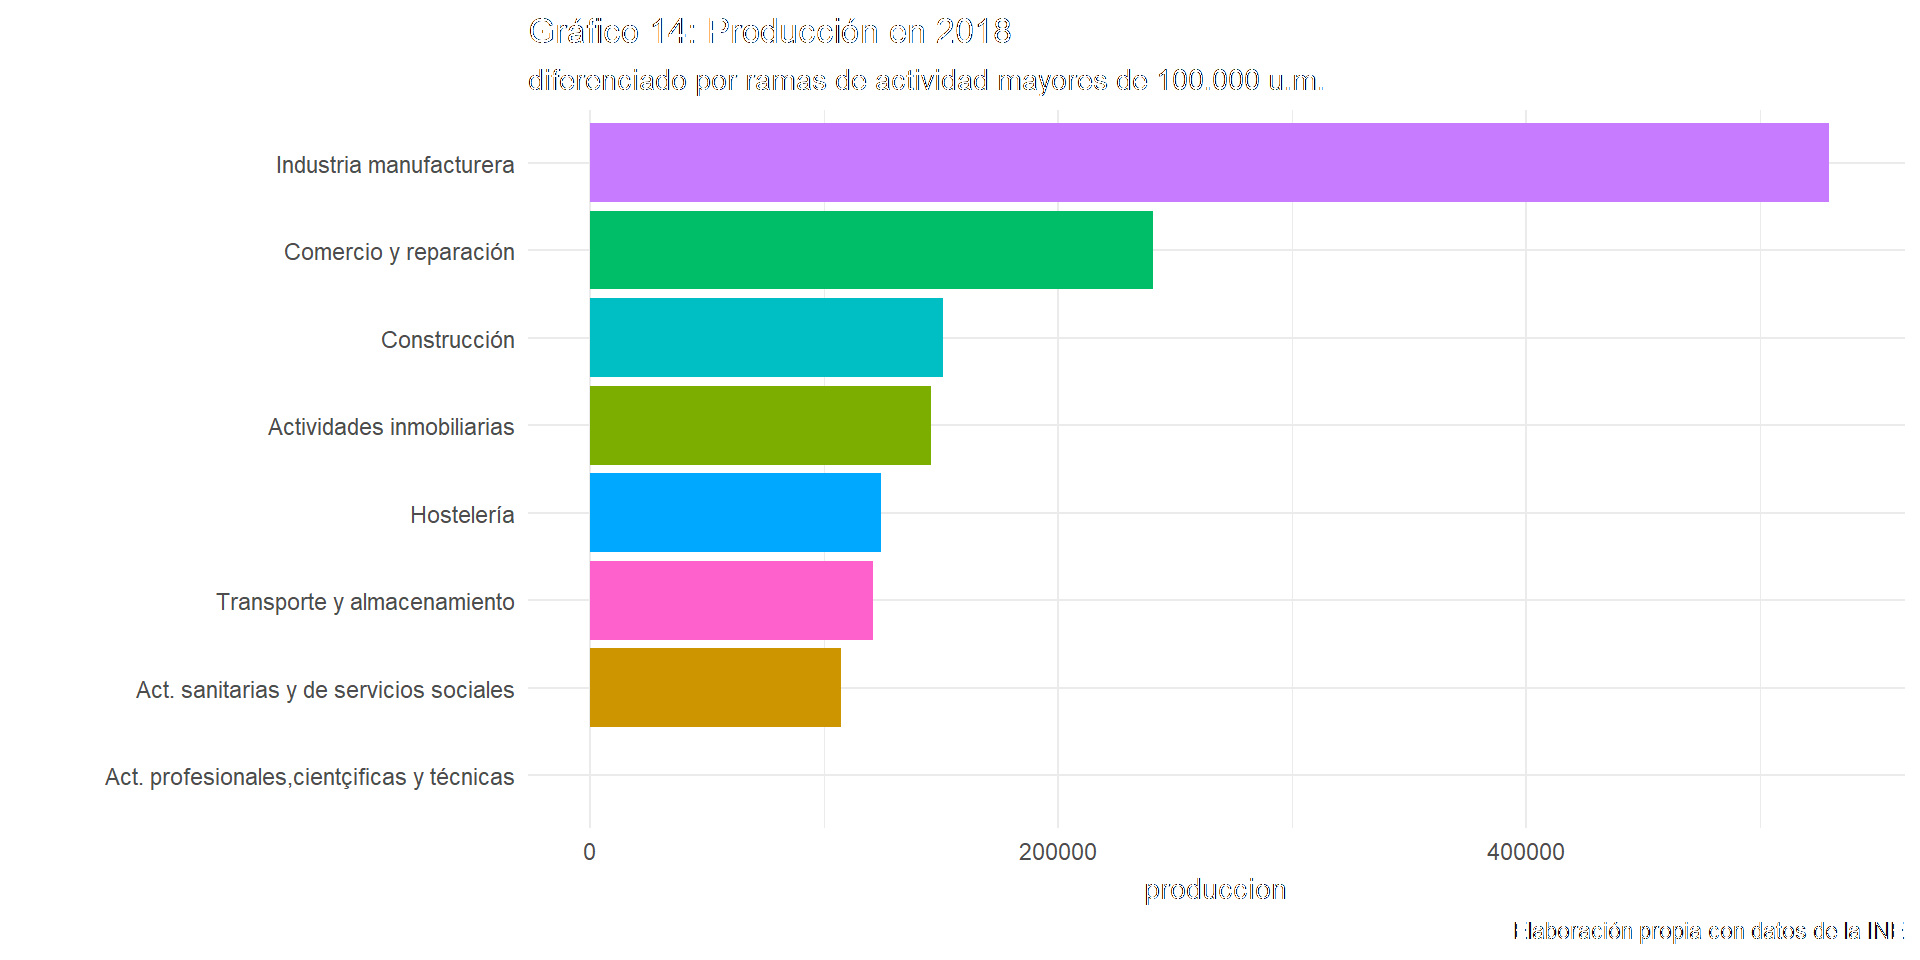 Gráfico 14: Producción en 2018
diferenciado por ramas de actividad mayores de 100.000 u.m.
Industria manufacturera
Comercio y reparación
Construcción
Actividades inmobiliarias
Hostelería
Transporte y almacenamiento
Act. sanitarias y de servicios sociales
Act. profesionales,cientçificas y técnicas
0 200000 400000
produccion
Elaboración propia con datos de la INE